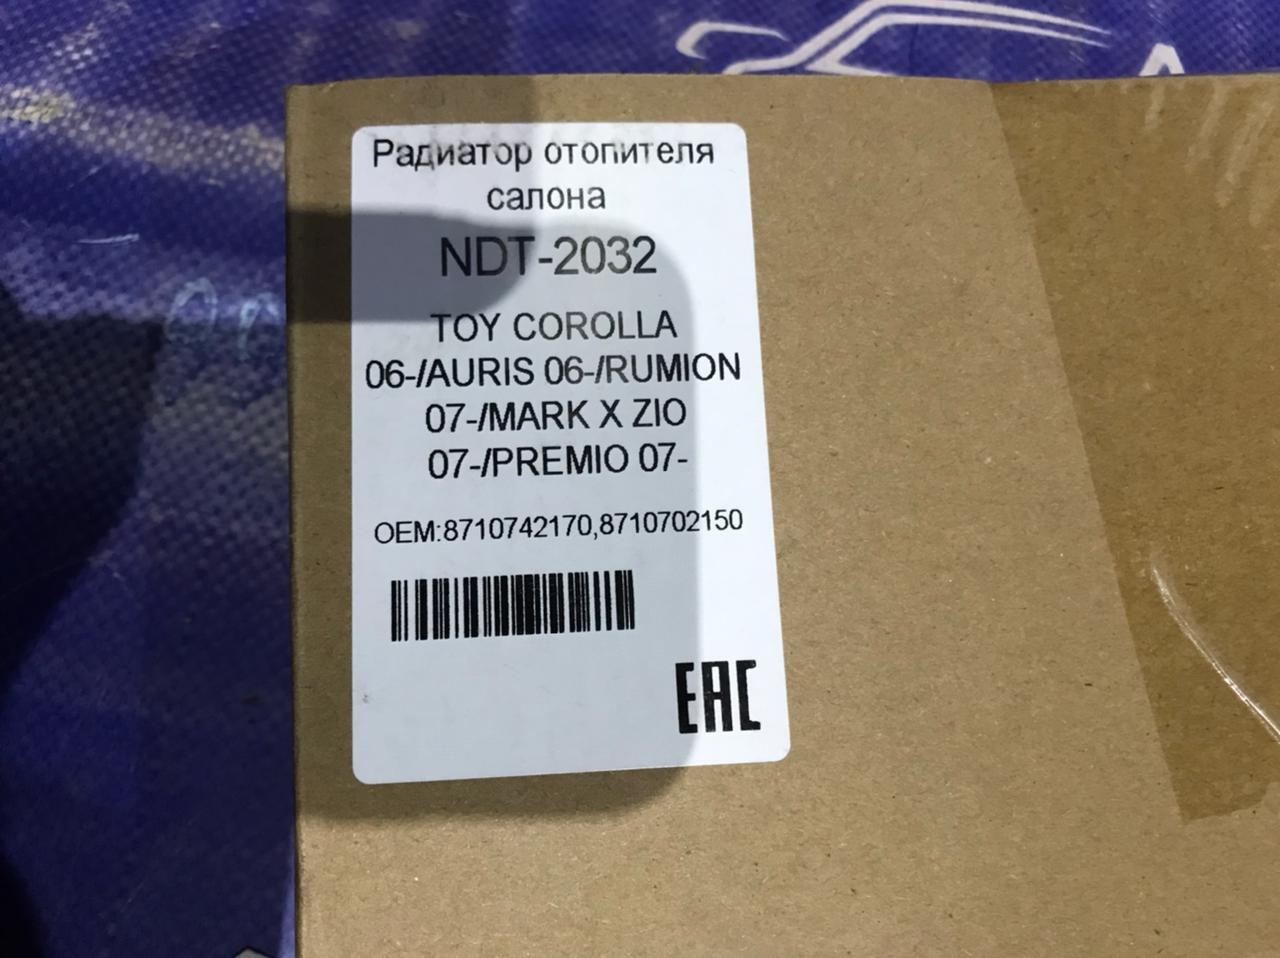 Радиатор отопителя
салона
NDT-2032
TOY COROLLA
06-/AURIS 06-/RUMION
07-/MARK X ZIO
07-/PREMIO 07-
OEM:8710742170,8710702150
EAC